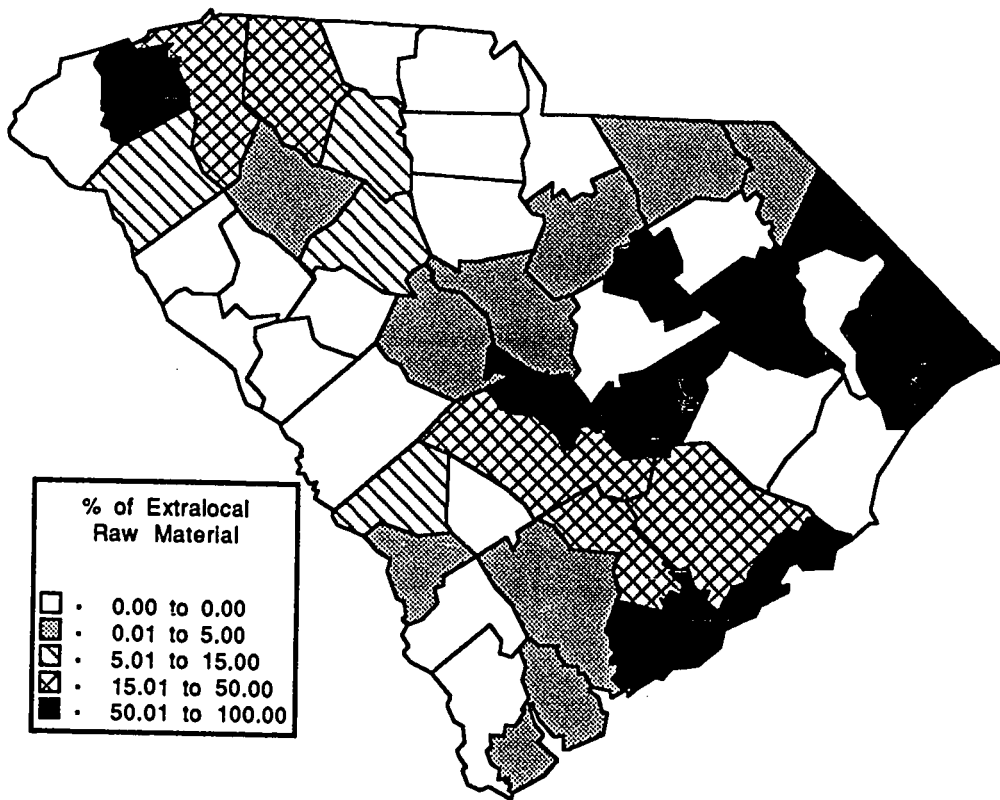 % of Extralocal
Raw Material
· 0.00 to 0.00
· 0.01 to 5.00
· 5.01 to 15.00
· 15.01 to 50.00
· 50.01 to 100.00